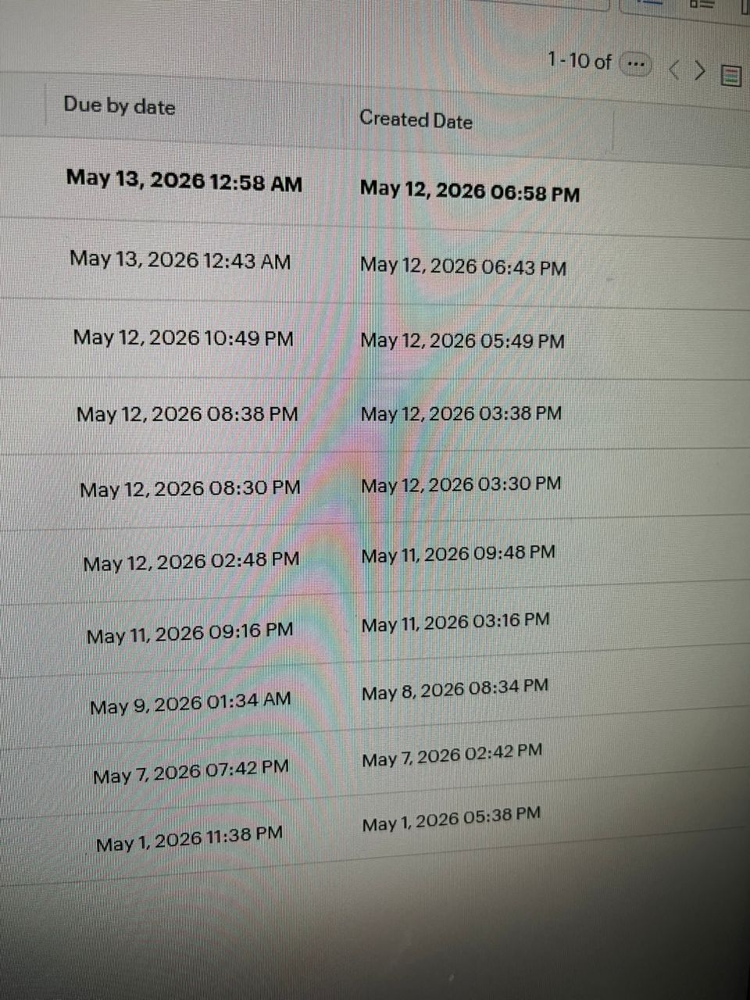 1 - 10 of ...
Due by date Created Date
May 13, 2026 12:58 AM May 12, 2026 06:58 PM
May 13, 2026 12:43 AM May 12, 2026 06:43 PM
May 12, 2026 10:49 PM May 12, 2026 05:49 PM
May 12, 2026 08:38 PM May 12, 2026 03:38 PM
May 12, 2026 08:30 PM May 12, 2026 03:30 PM
May 12, 2026 02:48 PM May 11, 2026 09:48 PM
May 11, 2026 09:16 PM May 11, 2026 03:16 PM
May 9, 2026 01:34 AM May 8, 2026 08:34 PM
May 7, 2026 07:42 PM May 7, 2026 02:42 PM
May 1, 2026 11:38 PM May 1, 2026 05:38 PM